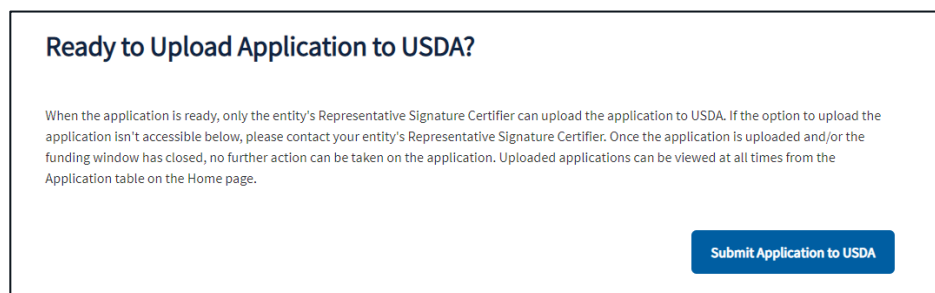 Ready to Upload Application to USDA?
When the application is ready, only the entity's Representative Signature Certifier can upload the application to USDA. If the option to upload the
application isn't accessible below, please contact your entity's Representative Signature Certifier. Once the application is uploaded and/or the
funding window has closed, no further action can be taken on the application. Uploaded applications can be viewed at all times from the
Application table on the Home page.
Submit Application to USDA